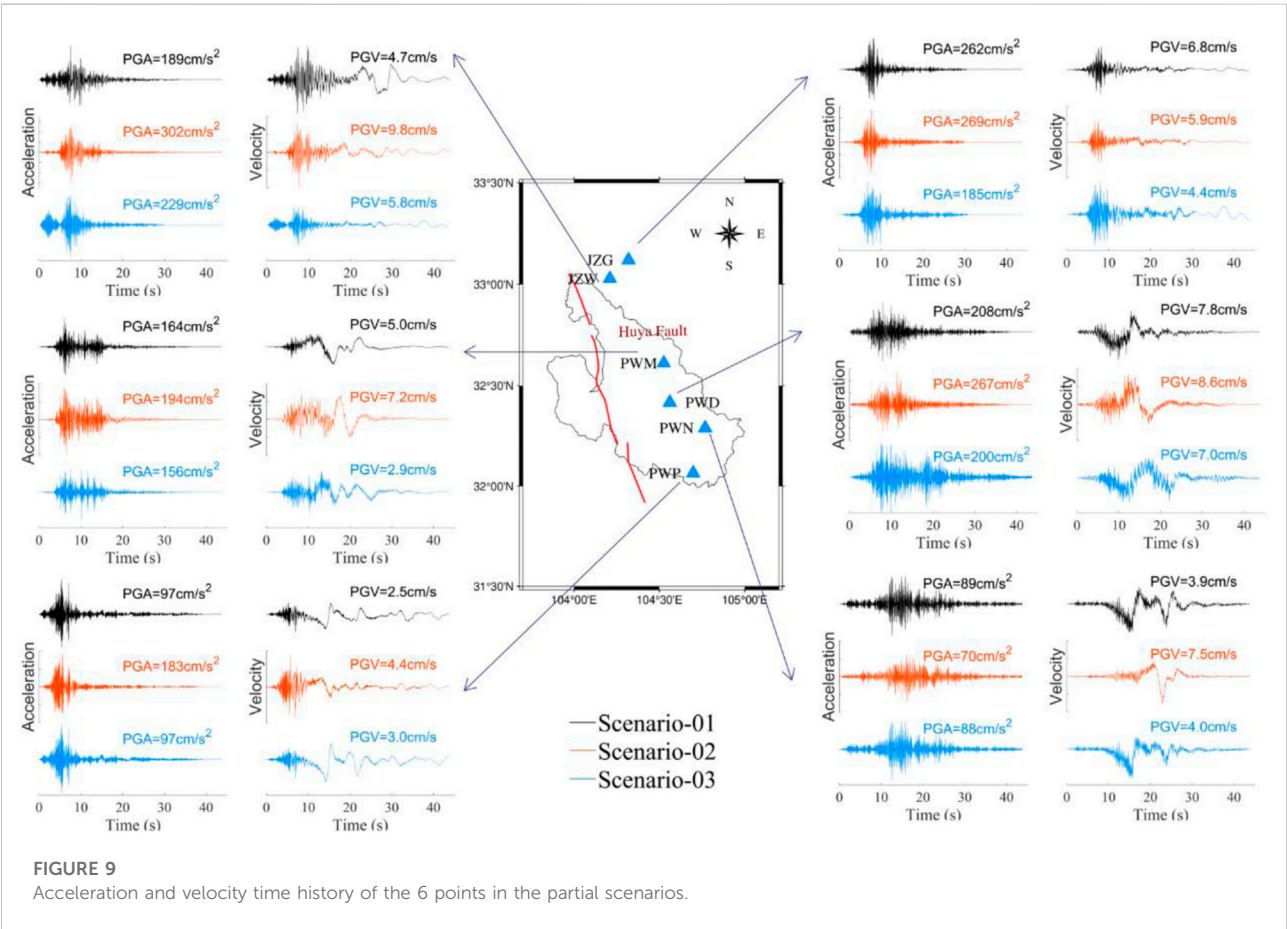 PGA=189cm/s²
PGV=4.7cm/s
PGA=302cm/s²
PGV=9.8cm/s
PGA=229cm/s²
PGV=5.8cm/s
Acceleration
Velocity
0 10 20 30 40
0 10 20 30 40
Time (s)
Time (s)
PGA=164cm/s²
PGV=5.0cm/s
PGA=194cm/s²
PGV=7.2cm/s
PGA=156cm/s²
PGV=2.9cm/s
Acceleration
Velocity
0 10 20 30 40
0 10 20 30 40
Time (s)
Time (s)
PGA=97cm/s²
PGV=2.5cm/s
PGA=183cm/s²
PGV=4.4cm/s
PGA=97cm/s²
PGV=3.0cm/s
Acceleration
Velocity
0 10 20 30 40
0 10 20 30 40
Time (s)
Time (s)
33°30'N
33°00'N
32°30'N
32°00'N
31°30'N
104°00'E 104°30'E 105°00'E
N
W E
S
JZG
JZW
Huya Fault
PWM
PWD
PWN
PWP
Scenario-01
Scenario-02
Scenario-03
PGA=262cm/s²
PGV=6.8cm/s
PGA=269cm/s²
PGV=5.9cm/s
PGA=185cm/s²
PGV=4.4cm/s
Acceleration
Velocity
0 10 20 30 40
0 10 20 30 40
Time (s)
Time (s)
PGA=208cm/s²
PGV=7.8cm/s
PGA=267cm/s²
PGV=8.6cm/s
PGA=200cm/s²
PGV=7.0cm/s
Acceleration
Velocity
0 10 20 30 40
0 10 20 30 40
Time (s)
Time (s)
PGA=89cm/s²
PGV=3.9cm/s
PGA=70cm/s²
PGV=7.5cm/s
PGA=88cm/s²
PGV=4.0cm/s
Acceleration
Velocity
0 10 20 30 40
0 10 20 30 40
Time (s)
Time (s)
FIGURE 9
Acceleration and velocity time history of the 6 points in the partial scenarios.